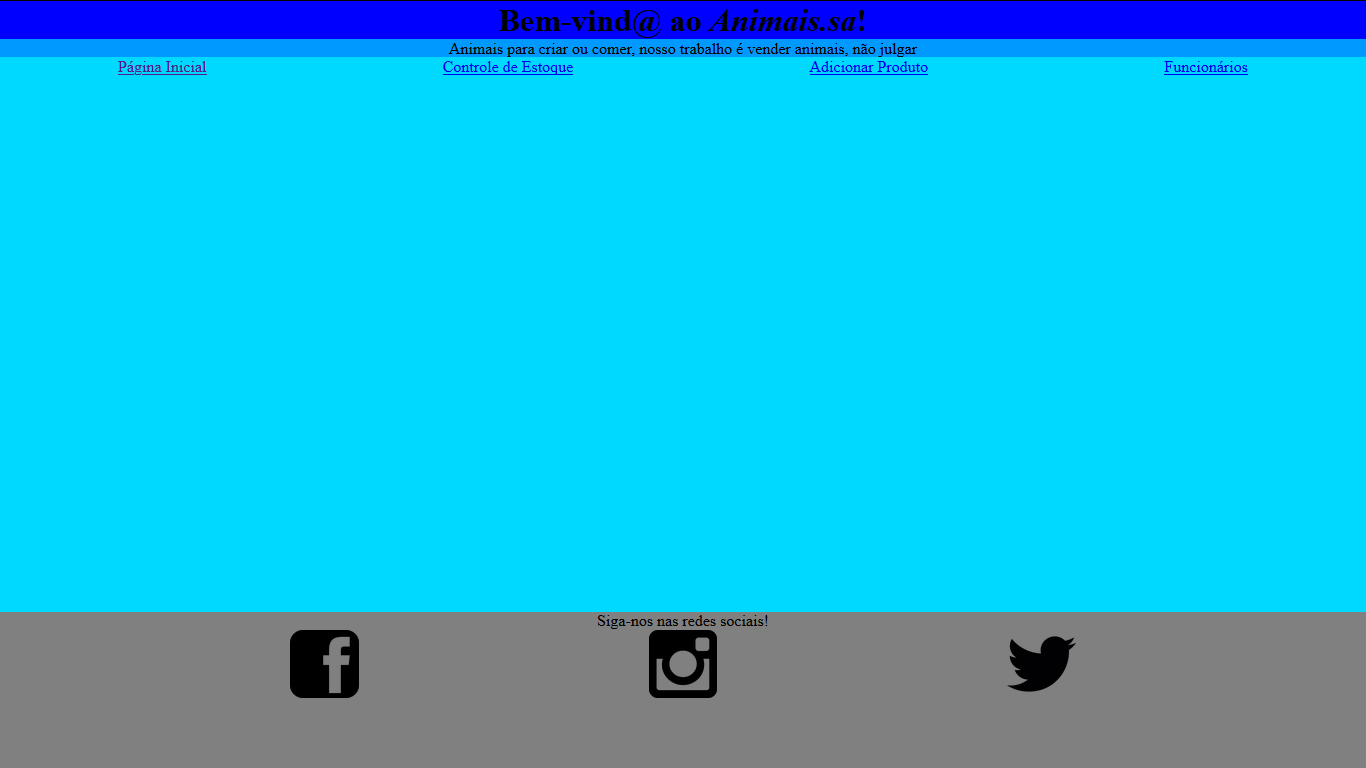 Bem-vind@ ao Animais.sa!
Animais para criar ou comer, nosso trabalho é vender animais, não julgar
Página Inicial Controle de Estoque Adicionar Produto Funcionários
Siga-nos nas redes sociais!